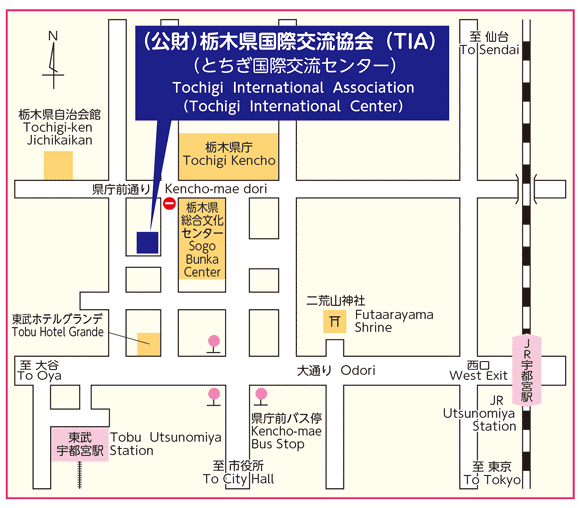 N
(公財)栃木県国際交流協会 (TIA)
(とちぎ国際交流センター)
Tochigi International Association
(Tochigi International Center)
至 仙台
To Sendai
栃木県自治会館
Tochigi-ken
Jichikaikan
栃木県庁
Tochigi Kencho
県庁前通り Kencho-mae dori
栃木県
総合文化
センター
Sogo
Bunka
Center
東武ホテルグランデ
Tobu Hotel Grande
二荒山神社
Futaarayama
Shrine
至 大谷
To Oya
大通り Odori
西口
West Exit
JR宇都宮駅
JR
Utsunomiya
Station
県庁前バス停
Kencho-mae
Bus Stop
東武
宇都宮駅
Tobu Utsunomiya
Station
至 市役所
To City Hall
至 東京
To Tokyo